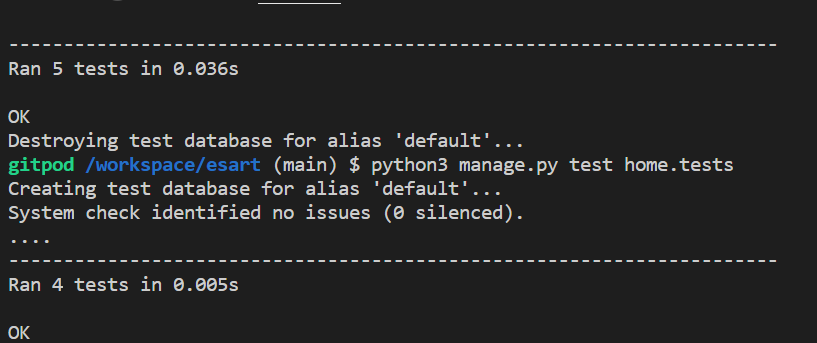 ----------------------------------------------------------------------
Ran 5 tests in 0.036s
OK
Destroying test database for alias 'default'...
gitpod /workspace/esart (main) $ python3 manage.py test home.tests
Creating test database for alias 'default'...
System check identified no issues (0 silenced).
....
----------------------------------------------------------------------
Ran 4 tests in 0.005s
OK